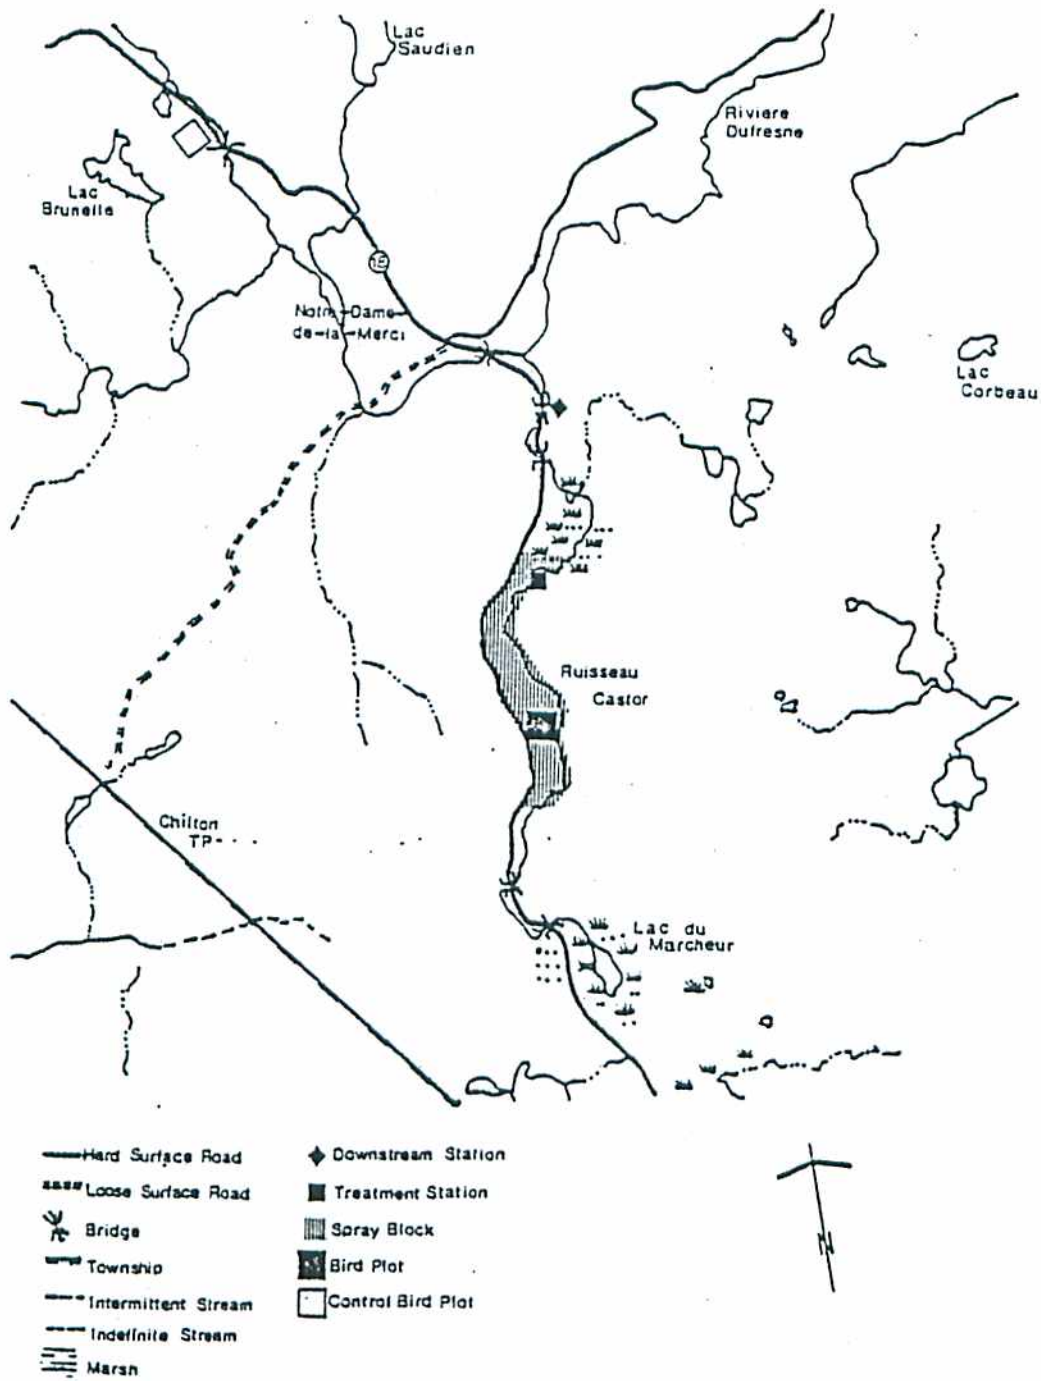 Lac
Saudien
Riviere
Dufresne
Lac
Brunelle
Notre-Dame
de-la-Merci
18
Lac
Corbeau
Ruisseau
Castor
Chilton
TP
Lac du
Marcheur
Hard Surface Road
Loose Surface Road
Bridge
Township
Intermittent Stream
Indefinite Stream
Marsh
Downstream Station
Treatment Station
Spray Block
Bird Plot
Control Bird Plot
N